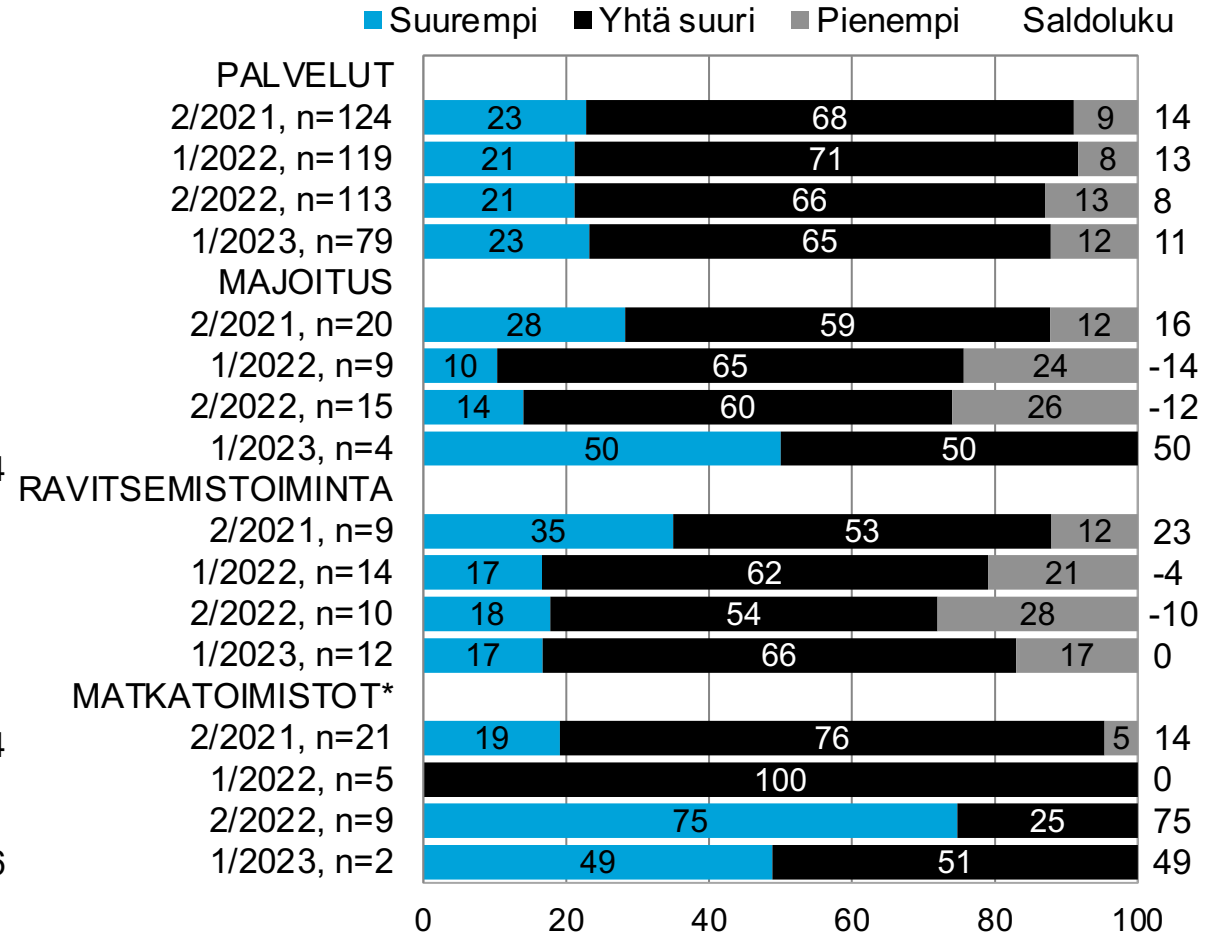 Suurempi Yhtä suuri Pienempi Saldoluku
PALVELUT
2/2021, n=124 23 68 9 14
1/2022, n=119 21 71 8 13
2/2022, n=113 21 66 13 8
1/2023, n=79 23 65 12 11
MAJOITUS
2/2021, n=20 28 59 12 16
1/2022, n=9 10 65 24 -14
2/2022, n=15 14 60 26 -12
1/2023, n=4 50 50 50
4
RAVITSEMISTOIMINTA
2/2021, n=9 35 53 12 23
1/2022, n=14 17 62 21 -4
2/2022, n=10 18 54 28 -10
1/2023, n=12 17 66 17 0
MATKATOIMISTOT*
4 2/2021, n=21 19 76 5 14
1/2022, n=5 100 0
2/2022, n=9 75 25 75
6 1/2023, n=2 49 51 49
0 20 40 60 80 100